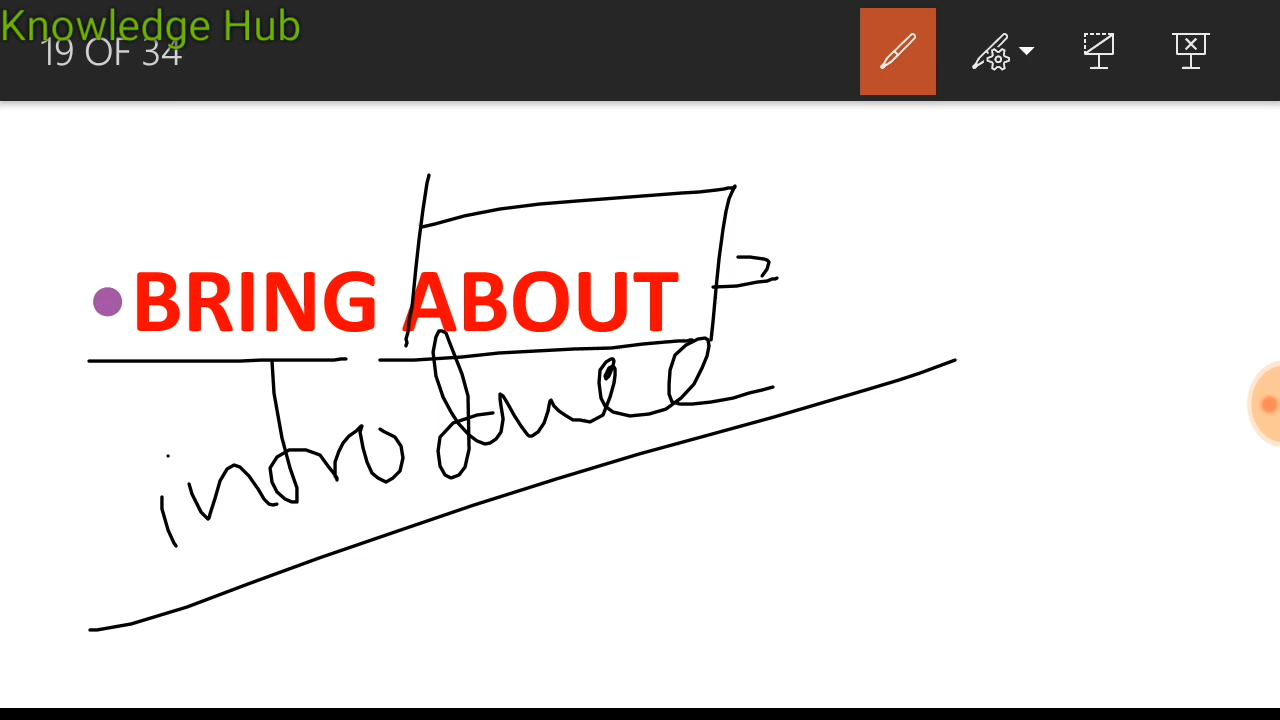 Knowledge Hub
19 OF 34
•BRING ABOUT
introduce